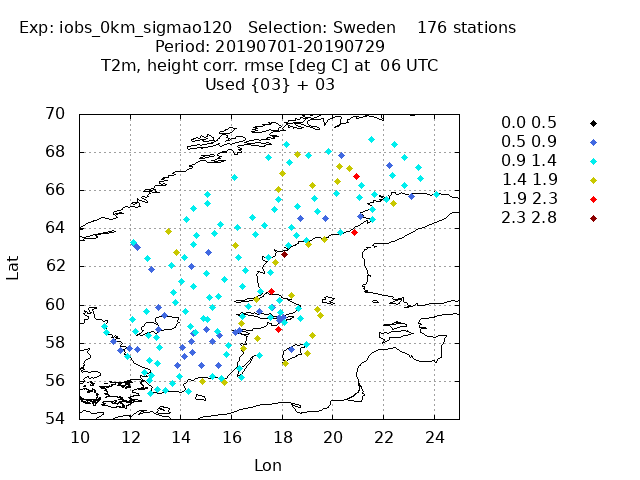 Exp: iobs_0km_sigmao120 Selection: Sweden 176 stations
Period: 20190701-20190729
T2m, height corr. rmse [deg C] at 06 UTC
Used {03} + 03
70
68
66
64
62
60
58
56
54
10 12 14 16 18 20 22 24
Lat
Lon
0.0 0.5
0.5 0.9
0.9 1.4
1.4 1.9
1.9 2.3
2.3 2.8